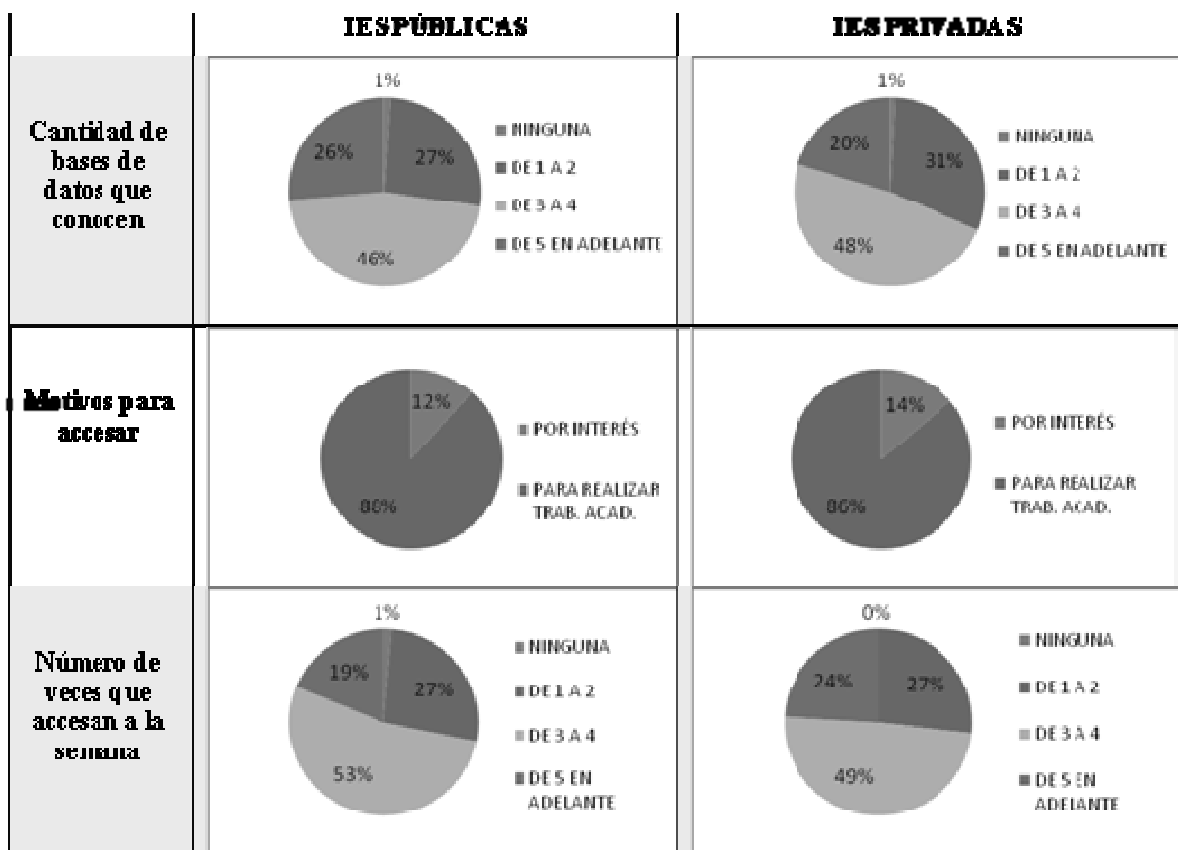 IES PÚBLICAS
IES PRIVADAS
Cantidad de
bases de
datos que
conocen
1%
26%
27%
46%
NINGUNA
DE 1 A 2
DE 3 A 4
DE 5 EN ADELANTE
1%
20%
31%
48%
NINGUNA
DE 1 A 2
DE 3 A 4
DE 5 EN ADELANTE
Motivos para
accesar
12%
88%
POR INTERÉS
PARA REALIZAR
TRAB. ACAD.
14%
86%
POR INTERÉS
PARA REALIZAR
TRAB. ACAD.
Número de
veces que
accesan a la
semana
1%
19%
27%
53%
NINGUNA
DE 1 A 2
DE 3 A 4
DE 5 EN
ADELANTE
0%
24%
27%
49%
NINGUNA
DE 1 A 2
DE 3 A 4
DE 5 EN
ADELANTE